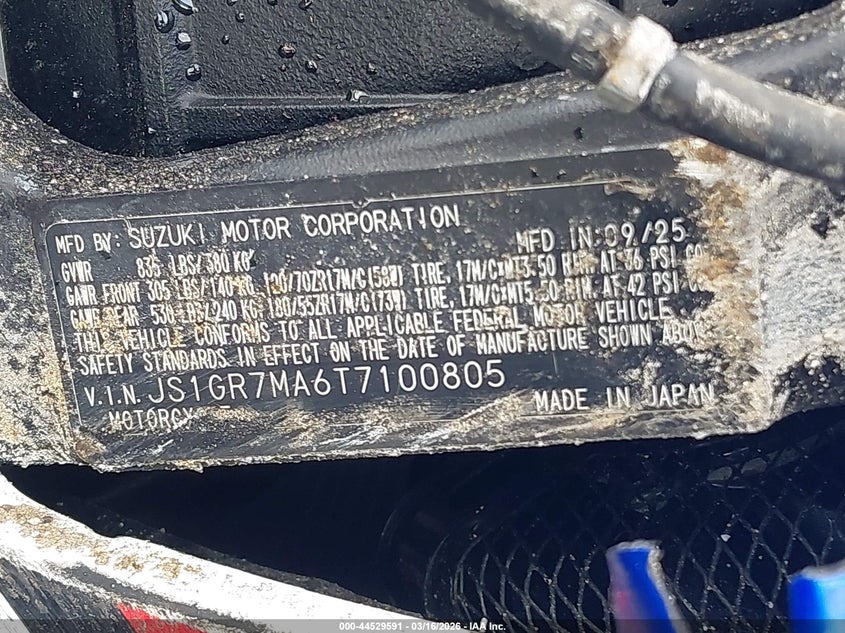 MFD BY: SUZUKI MOTOR CORPORATION MFD IN: 09/25
GVWR 835 LBS/380 KG
GAWR FRONT 305 LBS/140 KG, 120/70ZR17M/C(58W) TIRE, 17M/C×MT3.50 RIM, AT 36 PSI
GAWR REAR 530 LBS/240 KG, 180/55ZR17M/C(73W) TIRE, 17M/C×MT5.50 RIM, AT 42 PSI
THIS VEHICLE CONFORMS TO ALL APPLICABLE FEDERAL MOTOR VEHICLE
SAFETY STANDARDS IN EFFECT ON THE DATE OF MANUFACTURE SHOWN
V.I.N. JS1GR7MA6T7100805 MADE IN JAPAN
000-44529591 - 03/16/2026 - IAA Inc.